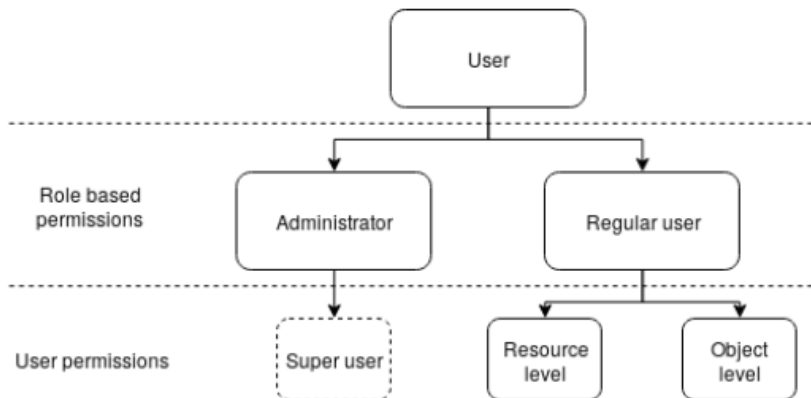 User
Role based
permissions
Administrator
Regular user
User permissions
Super user
Resource
level
Object
level